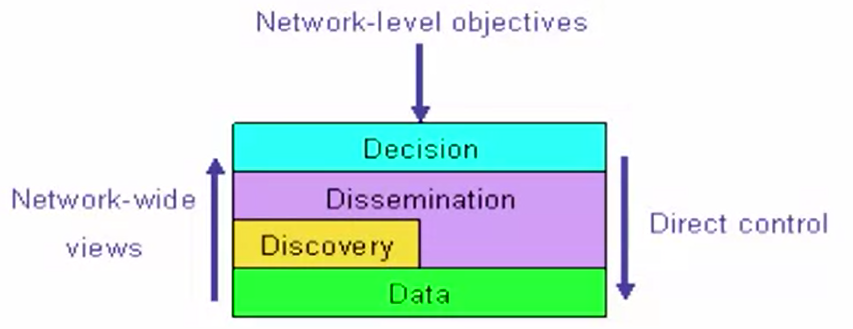 Network-level objectives
Decision
Dissemination
Discovery
Data
Network-wide
views
Direct control